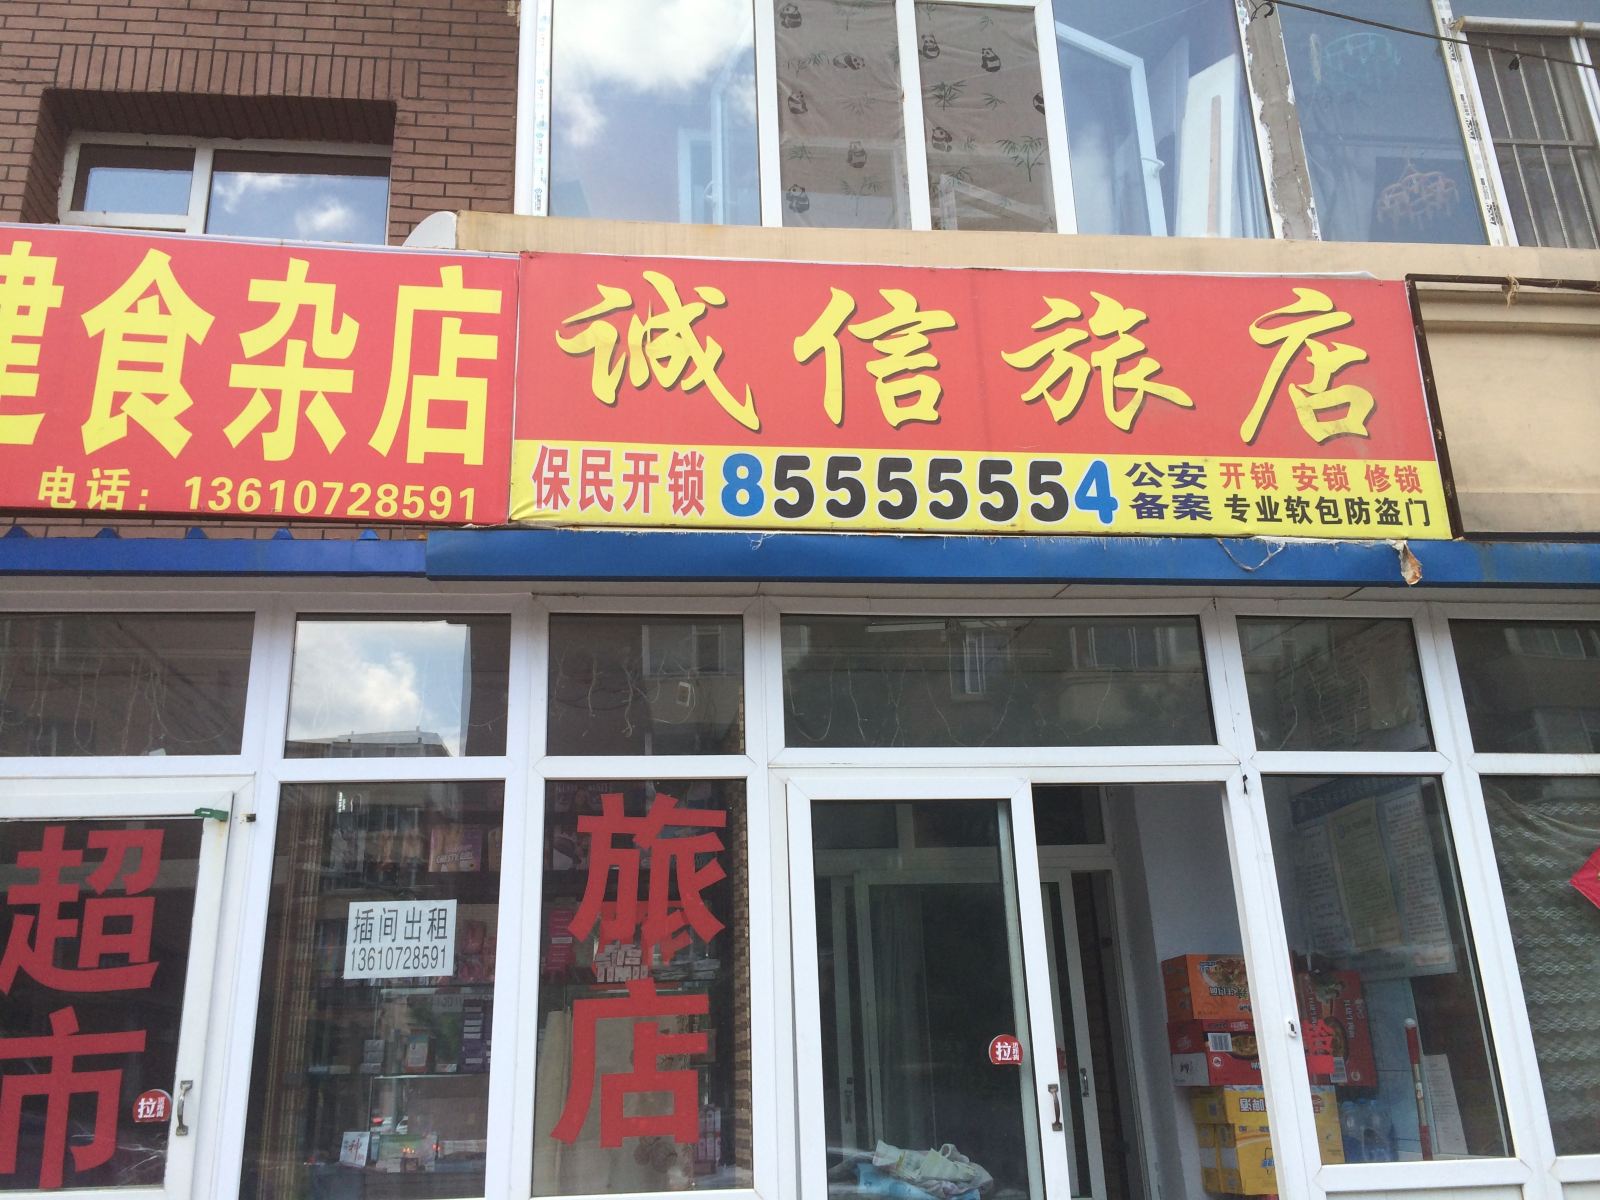 建食杂店
电话：13610728591
诚信旅店
保民开锁 85555554 公安备案 开锁 安锁 修锁
专业软包防盗门
超市
插间出租
13610728591
旅店
拉
拉